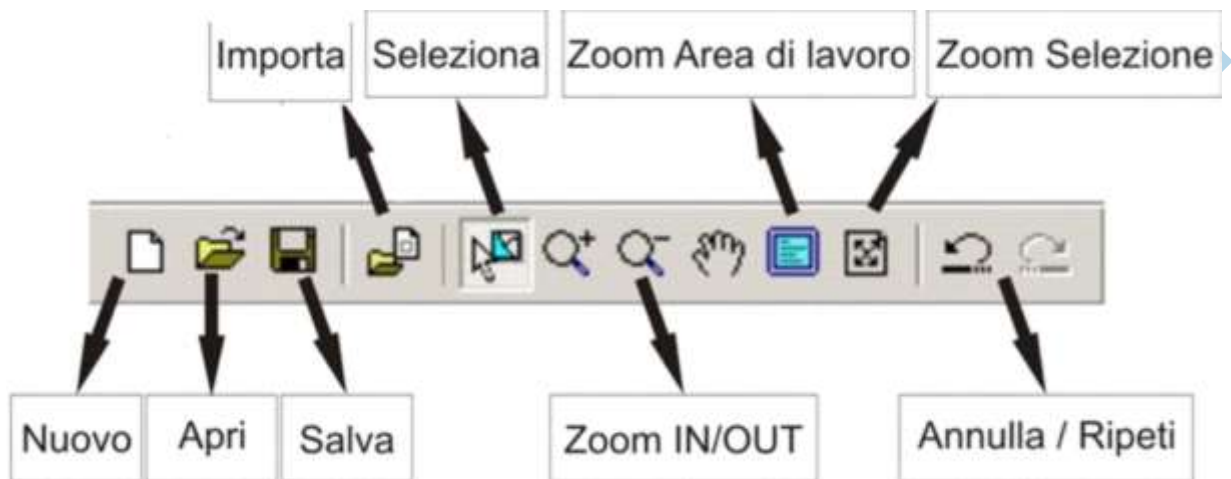 Importa
Seleziona
Zoom Area di lavoro
Zoom Selezione
Nuovo
Apri
Salva
Zoom IN/OUT
Annulla / Ripeti